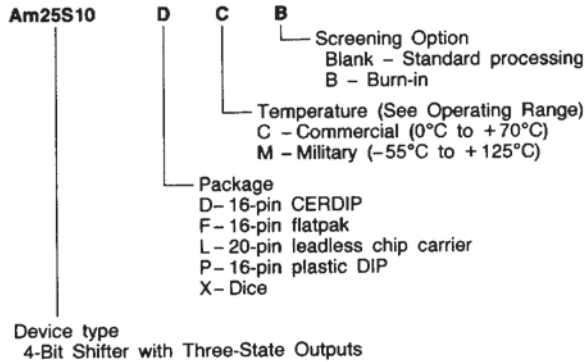 Am25S10 D C B
Screening Option
Blank – Standard processing
B – Burn-in
Temperature (See Operating Range)
C – Commercial (0°C to +70°C)
M – Military (–55°C to +125°C)
Package
D– 16-pin CERDIP
F – 16-pin flatpak
L – 20-pin leadless chip carrier
P – 16-pin plastic DIP
X – Dice
Device type
4-Bit Shifter with Three-State Outputs